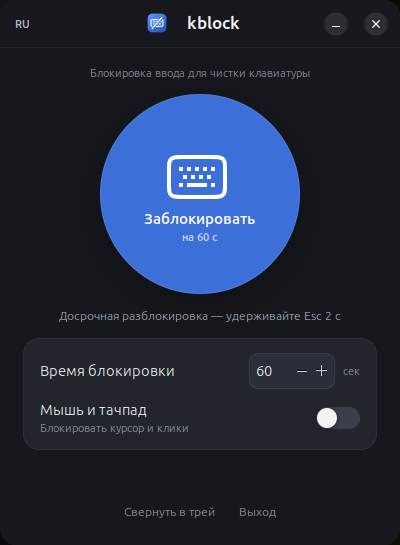 RU
kblock
Блокировка ввода для чистки клавиатуры
Заблокировать
на 60 с
Досрочная разблокировка — удерживайте Esc 2 с
Время блокировки
60
сек
Мышь и тачпад
Блокировать курсор и клики
Свернуть в трей
Выход